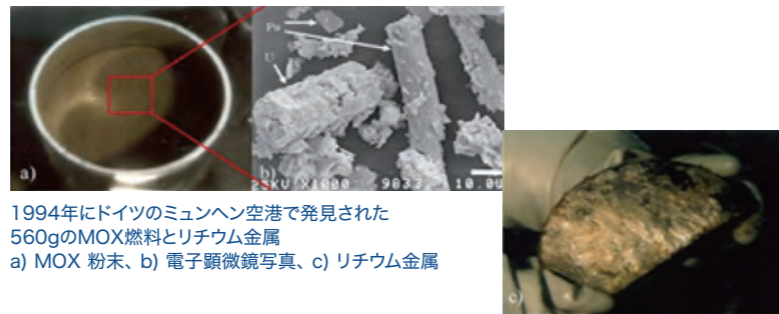 a)
Pu
U
b)
25KV X1000 9833 10.0U
1994年にドイツのミュンヘン空港で発見された
560gのMOX燃料とリチウム金属
a) MOX 粉末、b) 電子顕微鏡写真、c) リチウム金属
c)